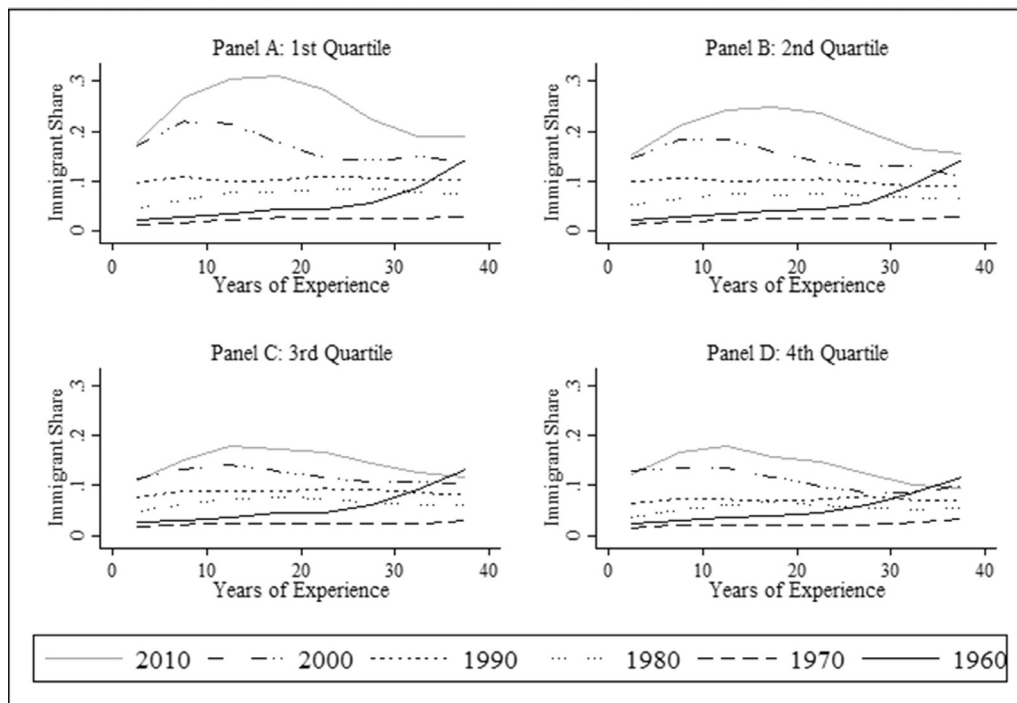 Panel A: 1st Quartile
Immigrant Share
0 .1 .2 .3
0 10 20 30 40
Years of Experience
Panel B: 2nd Quartile
Immigrant Share
0 .1 .2 .3
0 10 20 30 40
Years of Experience
Panel C: 3rd Quartile
Immigrant Share
0 .1 .2 .3
0 10 20 30 40
Years of Experience
Panel D: 4th Quartile
Immigrant Share
0 .1 .2 .3
0 10 20 30 40
Years of Experience
2010 2000 1990 1980 1970 1960